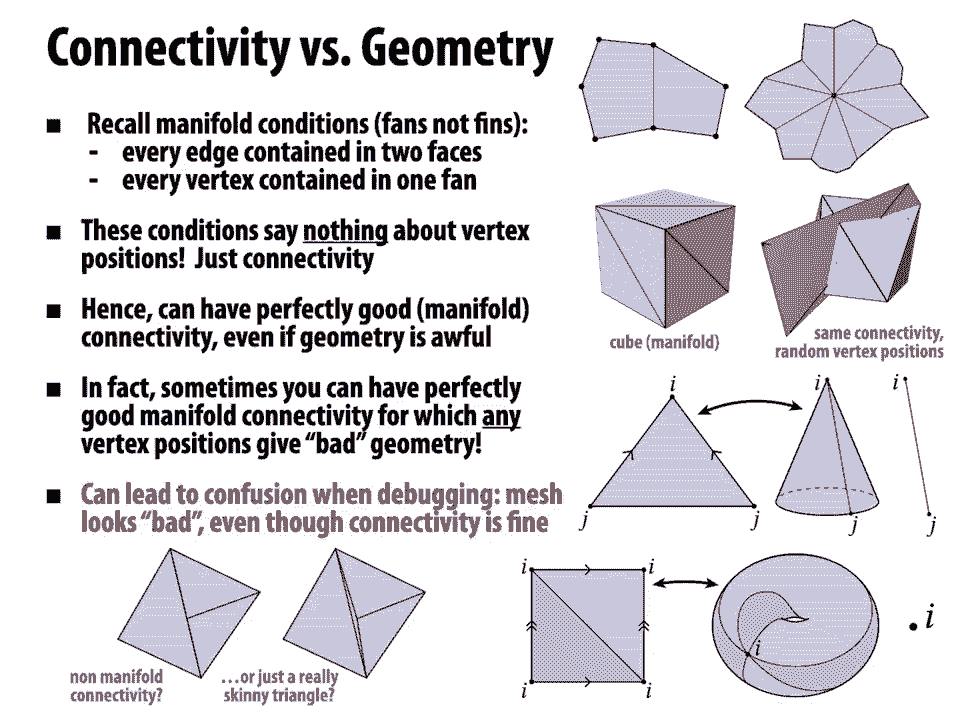 Connectivity vs. Geometry
■ Recall manifold conditions (fans not fins):
- every edge contained in two faces
- every vertex contained in one fan
■ These conditions say nothing about vertex
positions! Just connectivity
■ Hence, can have perfectly good (manifold)
connectivity, even if geometry is awful
■ In fact, sometimes you can have perfectly
good manifold connectivity for which any
vertex positions give “bad” geometry!
■ Can lead to confusion when debugging: mesh
looks “bad”, even though connectivity is fine
non manifold
connectivity?
…or just a really
skinny triangle?
cube (manifold)
same connectivity,
random vertex positions
i
j
j
i
j
i
j
i
i
i
i
i
i